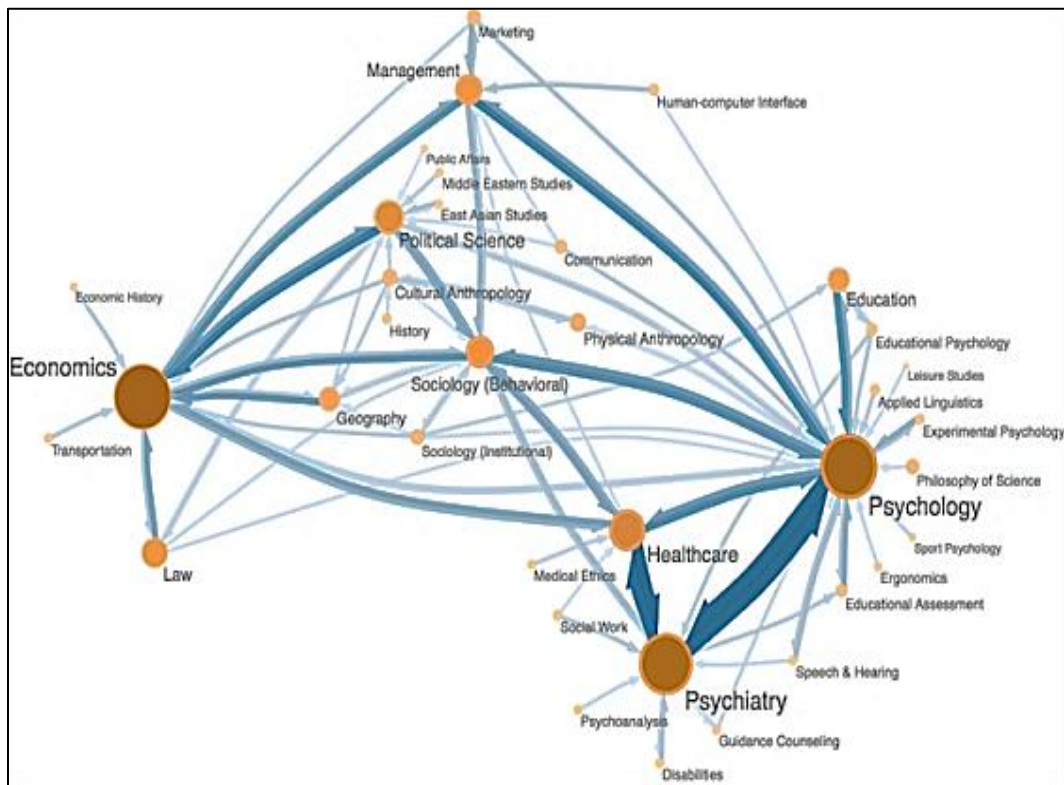 Marketing
Management
Human-computer Interface
Public Affairs
Middle Eastern Studies
East Asian Studies
Political Science
Communication
Education
Cultural Anthropology
Economic History
History
Physical Anthropology
Educational Psychology
Economics
Sociology (Behavioral)
Leisure Studies
Geography
Applied Linguistics
Experimental Psychology
Transportation
Sociology (Institutional)
Philosophy of Science
Psychology
Law
Healthcare
Sport Psychology
Medical Ethics
Ergonomics
Educational Assessment
Social Work
Speech & Hearing
Psychiatry
Psychoanalysis
Guidance Counseling
Disabilities